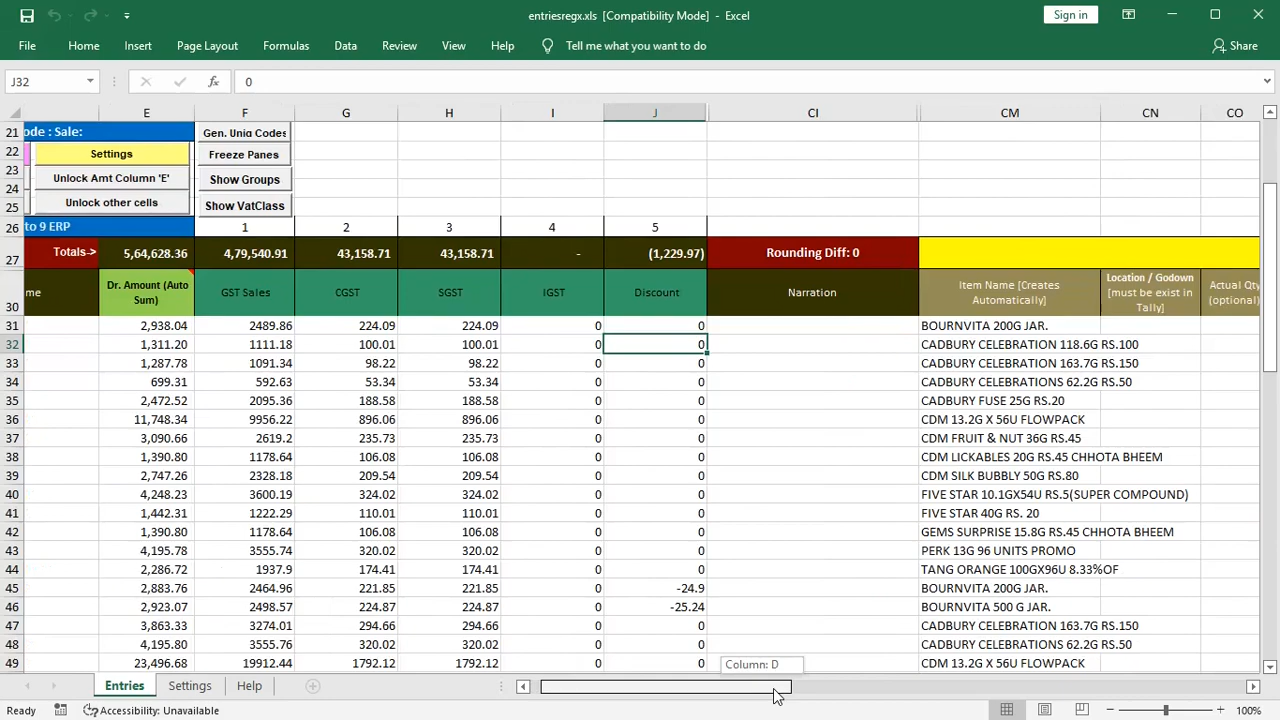 entriesregx.xls [Compatibility Mode] - Excel
Sign in
File Home Insert Page Layout Formulas Data Review View Help Tell me what you want to do Share
J32 fx 0
E F G H I J CI CM CN CO
21 ode : Sale: Gen. Uniq Codes
22 Settings Freeze Panes
23 Unlock Amt Column 'E' Show Groups
24
25 Unlock other cells Show VatClass
26 to 9 ERP 1 2 3 4 5
27 Totals-> 5,64,628.36 4,79,540.91 43,158.71 43,158.71 - (1,229.97) Rounding Diff: 0
30 me Dr. Amount (Auto Sum) GST Sales CGST SGST IGST Discount Narration Item Name [Creates Automatically] Location / Godown [must be exist in Tally] Actual Qty (optional)
31 2,938.04 2489.86 224.09 224.09 0 0 BOURNVITA 200G JAR.
32 1,311.20 1111.18 100.01 100.01 0 0 CADBURY CELEBRATION 118.6G RS.100
33 1,287.78 1091.34 98.22 98.22 0 0 CADBURY CELEBRATION 163.7G RS.150
34 699.31 592.63 53.34 53.34 0 0 CADBURY CELEBRATIONS 62.2G RS.50
35 2,472.52 2095.36 188.58 188.58 0 0 CADBURY FUSE 25G RS.20
36 11,748.34 9956.22 896.06 896.06 0 0 CDM 13.2G X 56U FLOWPACK
37 3,090.66 2619.2 235.73 235.73 0 0 CDM FRUIT & NUT 36G RS.45
38 1,390.80 1178.64 106.08 106.08 0 0 CDM LICKABLES 20G RS.45 CHHOTA BHEEM
39 2,747.26 2328.18 209.54 209.54 0 0 CDM SILK BUBBLY 50G RS.80
40 4,248.23 3600.19 324.02 324.02 0 0 FIVE STAR 10.1GX54U RS.5(SUPER COMPOUND)
41 1,442.31 1222.29 110.01 110.01 0 0 FIVE STAR 40G RS. 20
42 1,390.80 1178.64 106.08 106.08 0 0 GEMS SURPRISE 15.8G RS.45 CHHOTA BHEEM
43 4,195.78 3555.74 320.02 320.02 0 0 PERK 13G 96 UNITS PROMO
44 2,286.72 1937.9 174.41 174.41 0 0 TANG ORANGE 100GX96U 8.33%OF
45 2,883.76 2464.96 221.85 221.85 0 -24.9 BOURNVITA 200G JAR.
46 2,923.07 2498.57 224.87 224.87 0 -25.24 BOURNVITA 500 G JAR.
47 3,863.33 3274.01 294.66 294.66 0 0 CADBURY CELEBRATION 163.7G RS.150
48 4,195.80 3555.76 320.02 320.02 0 0 CADBURY CELEBRATIONS 62.2G RS.50
49 23,496.68 19912.44 1792.12 1792.12 0 0 CDM 13.2G X 56U FLOWPACK
Column: D
Entries Settings Help
Ready Accessibility: Unavailable 100%